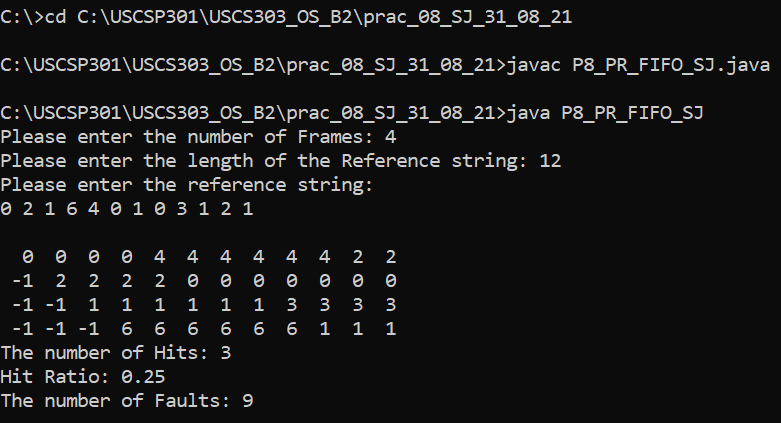 C:\>cd C:\USCSP301\USCS303_OS_B2\prac_08_SJ_31_08_21
C:\USCSP301\USCS303_OS_B2\prac_08_SJ_31_08_21>javac P8_PR_FIFO_SJ.java
C:\USCSP301\USCS303_OS_B2\prac_08_SJ_31_08_21>java P8_PR_FIFO_SJ
Please enter the number of Frames: 4
Please enter the length of the Reference string: 12
Please enter the reference string:
0 2 1 6 4 0 1 0 3 1 2 1
0 0 0 0 4 4 4 4 4 4 2 2
-1 2 2 2 2 0 0 0 0 0 0 0
-1 -1 1 1 1 1 1 1 3 3 3 3
-1 -1 -1 6 6 6 6 6 6 1 1 1
The number of Hits: 3
Hit Ratio: 0.25
The number of Faults: 9